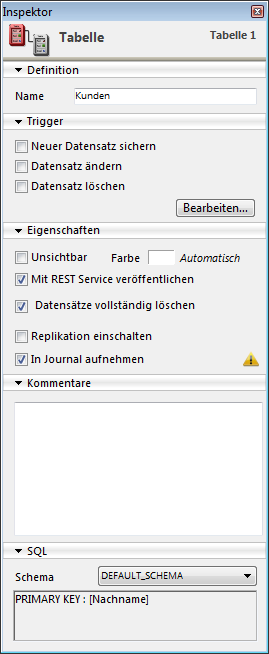 Inspektor
Tabelle Tabelle 1
Definition
Name Kunden
Trigger
Neuer Datensatz sichern
Datensatz ändern
Datensatz löschen
Bearbeiten...
Eigenschaften
Unsichtbar Farbe Automatisch
Mit REST Service veröffentlichen
Datensätze vollständig löschen
Replikation einschalten
In Journal aufnehmen
Kommentare
SQL
Schema DEFAULT_SCHEMA
PRIMARY KEY : [Nachname]